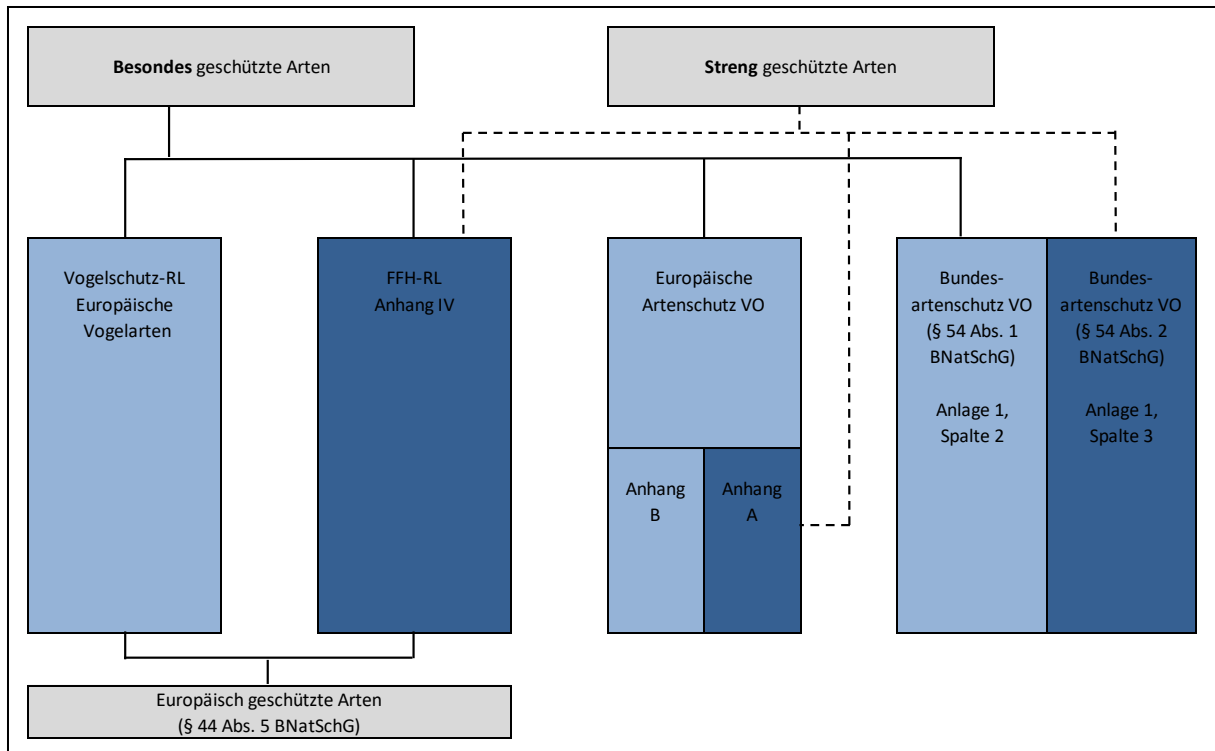 Besondes geschützte Arten
Streng geschützte Arten
Vogelschutz-RL
Europäische
Vogelarten
FFH-RL
Anhang IV
Europäische
Artenschutz VO
Bundes-
artenschutz VO
(§ 54 Abs. 1
BNatSchG)
Anlage 1,
Spalte 2
Bundes-
artenschutz VO
(§ 54 Abs. 2
BNatSchG)
Anlage 1,
Spalte 3
Anhang
B
Anhang
A
Europäisch geschützte Arten
(§ 44 Abs. 5 BNatSchG)